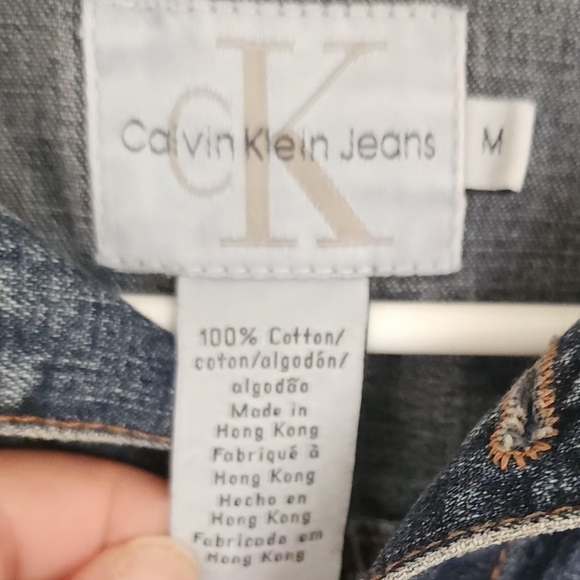 CK
Calvin Klein Jeans
M
100% Cotton/
coton/algodón/
algodão
Made in
Hong Kong
Fabriqué à
Hong Kong
Hecho en
Hong Kong
Fabricado em
Hong Kong